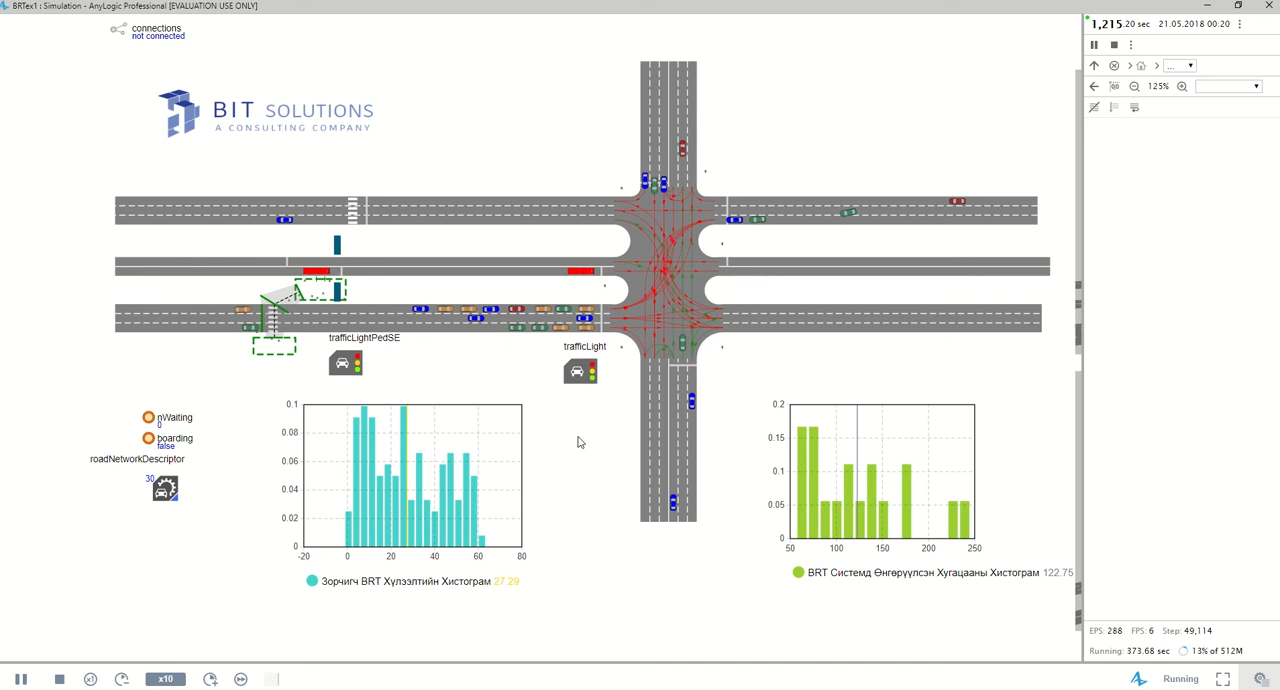 BRTex1 : Simulation - AnyLogic Professional [EVALUATION USE ONLY]
connections
not connected
BIT SOLUTIONS
A CONSULTING COMPANY
trafficLightPedSE
trafficLight
nWaiting
0
boarding
false
roadNetworkDescriptor
30
0.1
0.08
0.06
0.04
0.02
0
-20 0 20 40 60 80
Зорчигч BRT Хүлээлтийн Хистограм 27.29
0.2
0.15
0.1
0.05
0
50 100 150 200 250
BRT Системд Өнгөрүүлсэн Хугацааны Хистограм 122.75
1,215.20 sec 21.05.2018 00:20
...
125%
EPS: 288 FPS: 6 Step: 49,114
Running: 373.68 sec 13% of 512M
x1
x10
Running